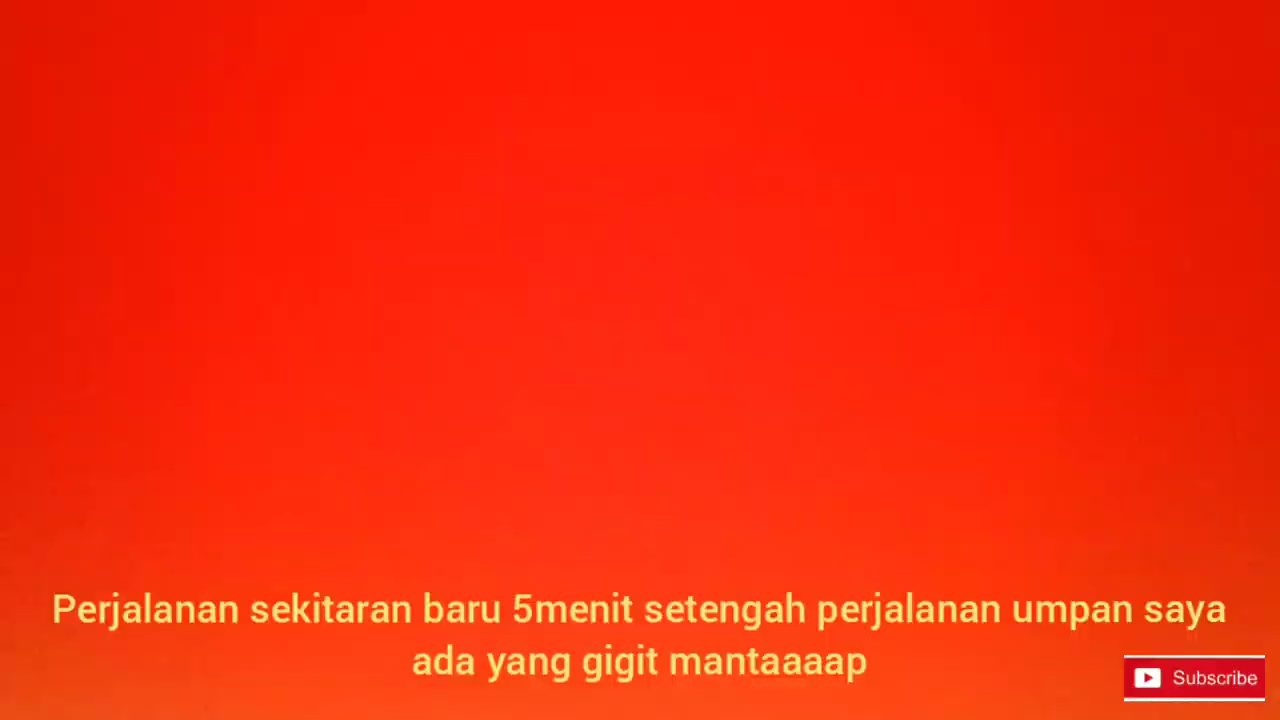 Perjalanan sekitaran baru 5menit setengah perjalanan umpan saya
ada yang gigit mantaaaap
Subscribe